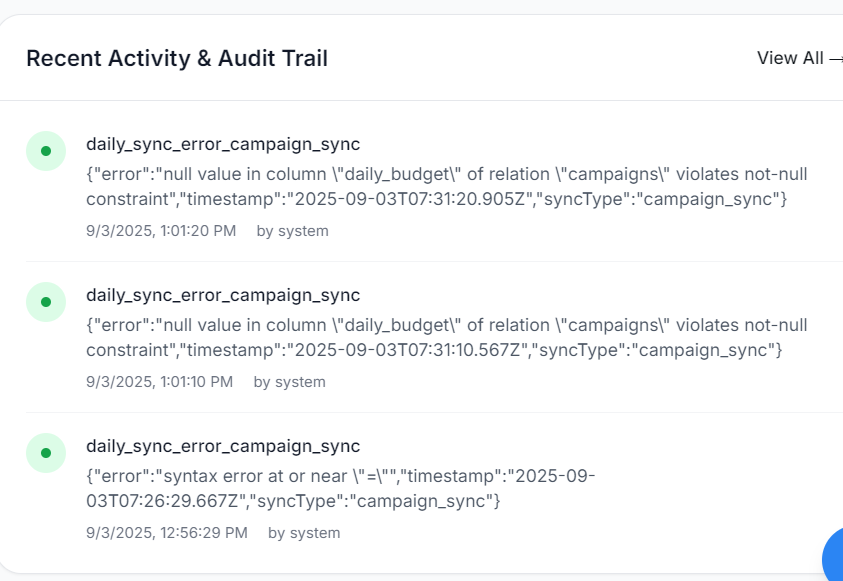 Recent Activity & Audit Trail
View All →
daily_sync_error_campaign_sync
{"error":"null value in column \"daily_budget\" of relation \"campaigns\" violates not-null
constraint","timestamp":"2025-09-03T07:31:20.905Z","syncType":"campaign_sync"}
9/3/2025, 1:01:20 PM by system
daily_sync_error_campaign_sync
{"error":"null value in column \"daily_budget\" of relation \"campaigns\" violates not-null
constraint","timestamp":"2025-09-03T07:31:10.567Z","syncType":"campaign_sync"}
9/3/2025, 1:01:10 PM by system
daily_sync_error_campaign_sync
{"error":"syntax error at or near \"=\"","timestamp":"2025-09-
03T07:26:29.667Z","syncType":"campaign_sync"}
9/3/2025, 12:56:29 PM by system